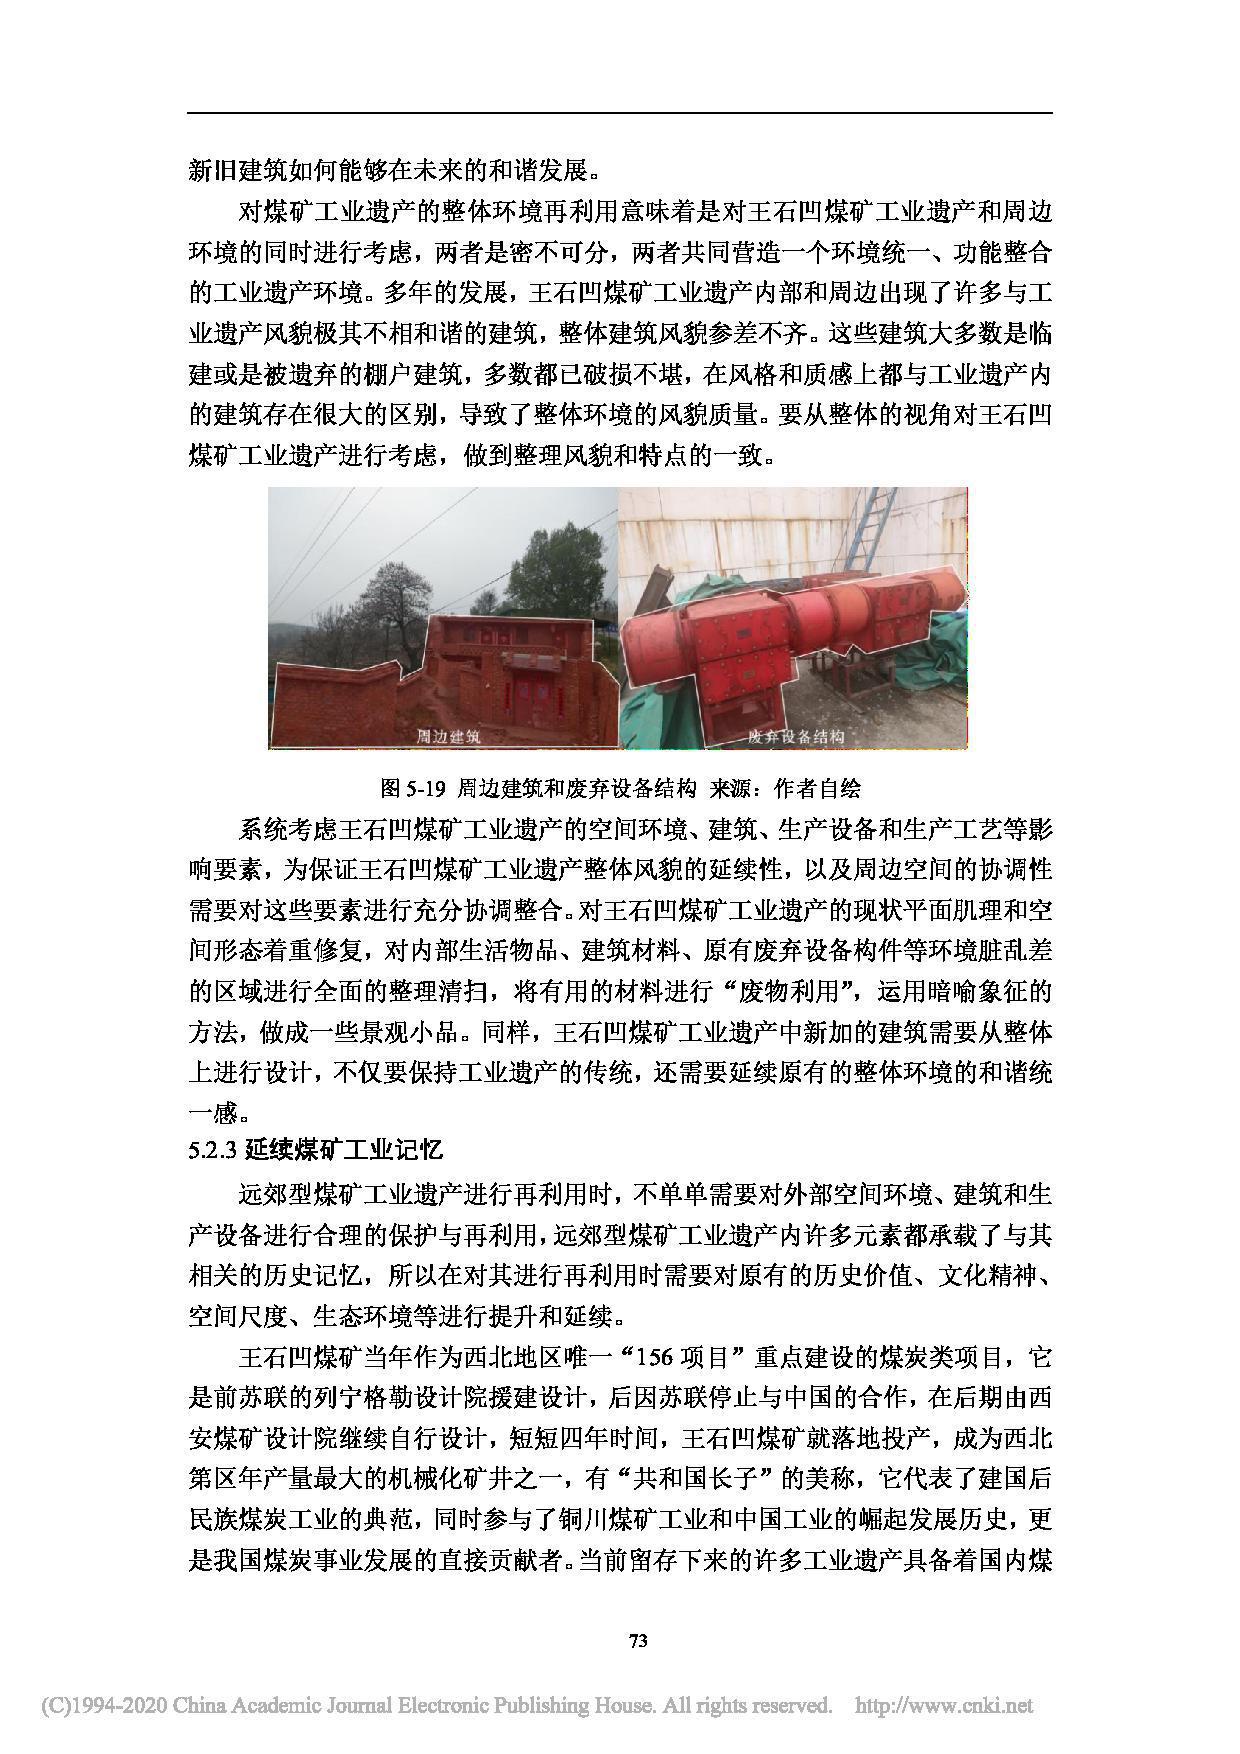 新旧建筑如何能够在未来的和谐发展。
对煤矿工业遗产的整体环境再利用意味着是对王石凹煤矿工业遗产和周边
环境的同时进行考虑，两者是密不可分，两者共同营造一个环境统一、功能整合
的工业遗产环境。多年的发展，王石凹煤矿工业遗产内部和周边出现了许多与工
业遗产风貌极其不相和谐的建筑，整体建筑风貌参差不齐。这些建筑大多数是临
建或是被遗弃的棚户建筑，多数都已破损不堪，在风格和质感上都与工业遗产内
的建筑存在很大的区别，导致了整体环境的风貌质量。要从整体的视角对王石凹
煤矿工业遗产进行考虑，做到整理风貌和特点的一致。
周边建筑
废弃设备结构
图 5-19 周边建筑和废弃设备结构 来源：作者自绘
系统考虑王石凹煤矿工业遗产的空间环境、建筑、生产设备和生产工艺等影
响要素，为保证王石凹煤矿工业遗产整体风貌的延续性，以及周边空间的协调性
需要对这些要素进行充分协调整合。对王石凹煤矿工业遗产的现状平面肌理和空
间形态着重修复，对内部生活物品、建筑材料、原有废弃设备构件等环境脏乱差
的区域进行全面的整理清扫，将有用的材料进行“废物利用”，运用暗喻象征的
方法，做成一些景观小品。同样，王石凹煤矿工业遗产中新加的建筑需要从整体
上进行设计，不仅要保持工业遗产的传统，还需要延续原有的整体环境的和谐统
一感。
5.2.3 延续煤矿工业记忆
远郊型煤矿工业遗产进行再利用时，不单单需要对外部空间环境、建筑和生
产设备进行合理的保护与再利用，远郊型煤矿工业遗产内许多元素都承载了与其
相关的历史记忆，所以在对其进行再利用时需要对原有的历史价值、文化精神、
空间尺度、生态环境等进行提升和延续。
王石凹煤矿当年作为西北地区唯一“156 项目”重点建设的煤炭类项目，它
是前苏联的列宁格勒设计院援建设计，后因苏联停止与中国的合作，在后期由西
安煤矿设计院继续自行设计，短短四年时间，王石凹煤矿就落地投产，成为西北
第区年产量最大的机械化矿井之一，有“共和国长子”的美称，它代表了建国后
民族煤炭工业的典范，同时参与了铜川煤矿工业和中国工业的崛起发展历史，更
是我国煤炭事业发展的直接贡献者。当前留存下来的许多工业遗产具备着国内煤
73
(C)1994-2020 China Academic Journal Electronic Publishing House. All rights reserved. http://www.cnki.net